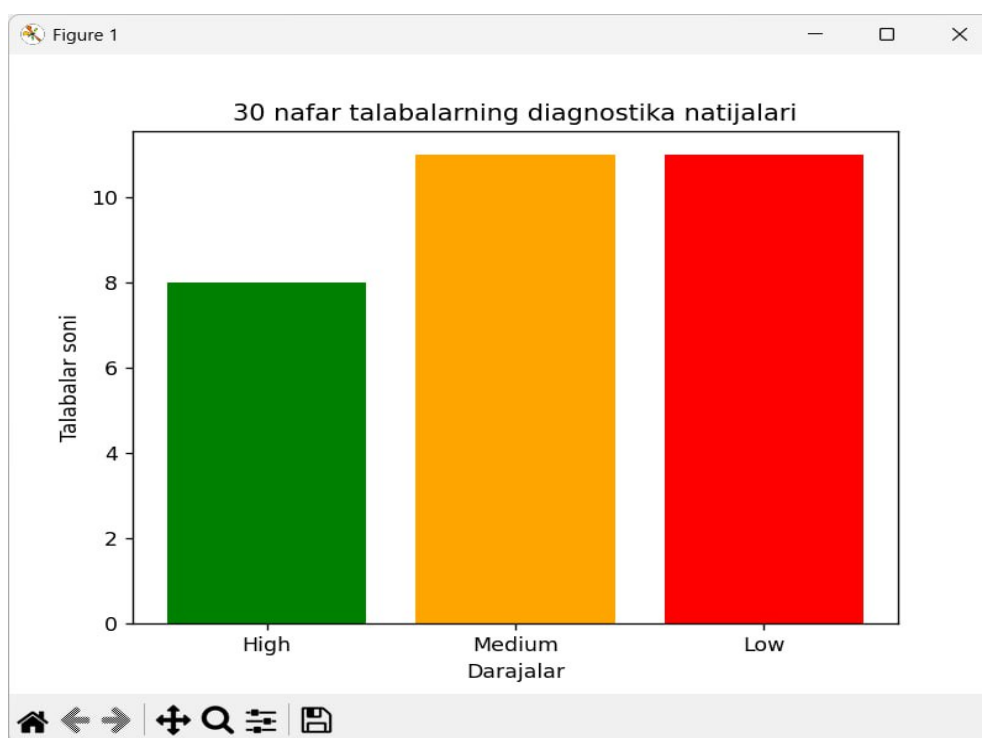 Figure 1
30 nafar talabalarning diagnostika natijalari
Talabalar soni
10
8
6
4
2
0
High Medium Low
Darajalar